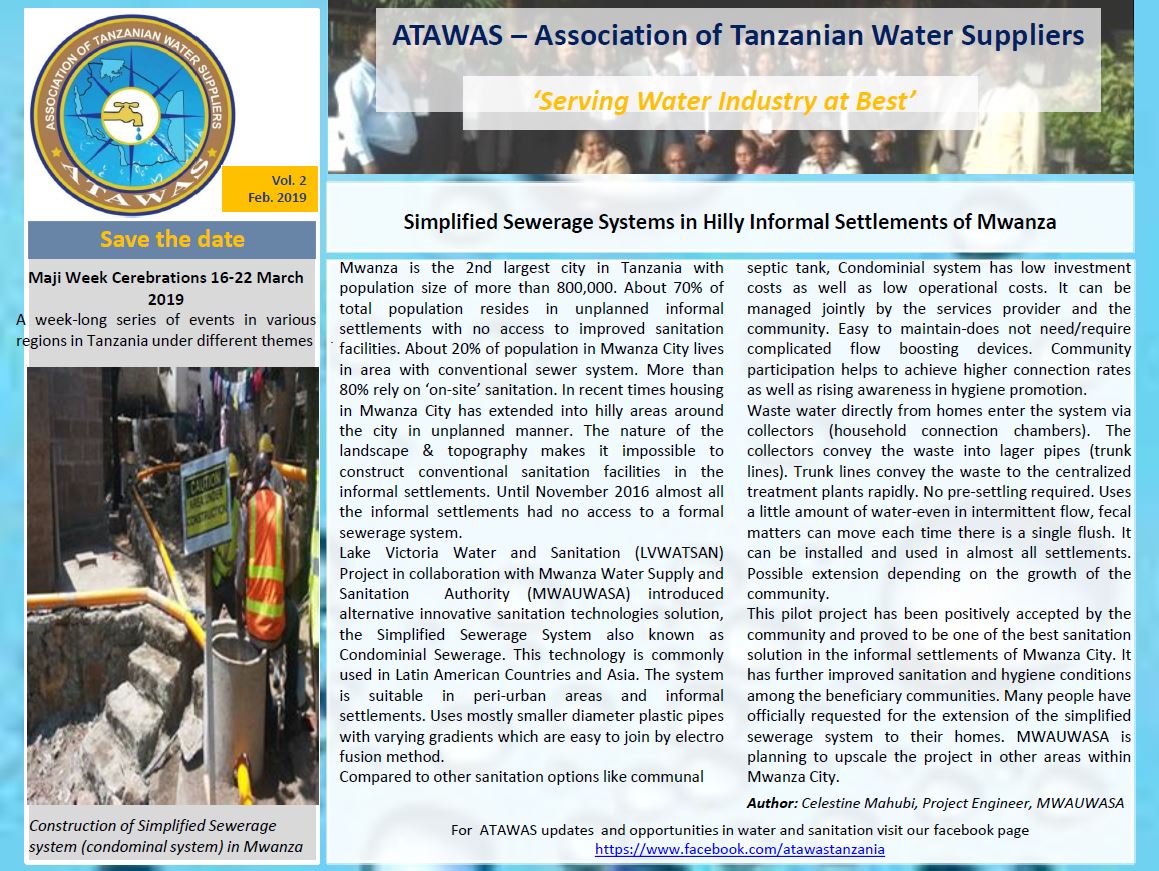 ASSOCIATION OF TANZANIAN WATER SUPPLIERS
ATAWAS
Vol. 2
Feb. 2019
ATAWAS – Association of Tanzanian Water Suppliers
‘Serving Water Industry at Best’
Save the date
Maji Week Cerebrations 16-22 March
2019
A week-long series of events in various
regions in Tanzania under different themes
CAUTION
AREA UNDER
CONSTRUCTION
Construction of Simplified Sewerage
system (condominal system) in Mwanza
Simplified Sewerage Systems in Hilly Informal Settlements of Mwanza
Mwanza is the 2nd largest city in Tanzania with
population size of more than 800,000. About 70% of
total population resides in unplanned informal
settlements with no access to improved sanitation
facilities. About 20% of population in Mwanza City lives
in area with conventional sewer system. More than
80% rely on ‘on-site’ sanitation. In recent times housing
in Mwanza City has extended into hilly areas around
the city in unplanned manner. The nature of the
landscape & topography makes it impossible to
construct conventional sanitation facilities in the
informal settlements. Until November 2016 almost all
the informal settlements had no access to a formal
sewerage system.
Lake Victoria Water and Sanitation (LVWATSAN)
Project in collaboration with Mwanza Water Supply and
Sanitation Authority (MWAUWASA) introduced
alternative innovative sanitation technologies solution,
the Simplified Sewerage System also known as
Condominial Sewerage. This technology is commonly
used in Latin American Countries and Asia. The system
is suitable in peri-urban areas and informal
settlements. Uses mostly smaller diameter plastic pipes
with varying gradients which are easy to join by electro
fusion method.
Compared to other sanitation options like communal
septic tank, Condominial system has low investment
costs as well as low operational costs. It can be
managed jointly by the services provider and the
community. Easy to maintain-does not need/require
complicated flow boosting devices. Community
participation helps to achieve higher connection rates
as well as rising awareness in hygiene promotion.
Waste water directly from homes enter the system via
collectors (household connection chambers). The
collectors convey the waste into lager pipes (trunk
lines). Trunk lines convey the waste to the centralized
treatment plants rapidly. No pre-settling required. Uses
a little amount of water-even in intermittent flow, fecal
matters can move each time there is a single flush. It
can be installed and used in almost all settlements.
Possible extension depending on the growth of the
community.
This pilot project has been positively accepted by the
community and proved to be one of the best sanitation
solution in the informal settlements of Mwanza City. It
has further improved sanitation and hygiene conditions
among the beneficiary communities. Many people have
officially requested for the extension of the simplified
sewerage system to their homes. MWAUWASA is
planning to upscale the project in other areas within
Mwanza City.
Author: Celestine Mahubi, Project Engineer, MWAUWASA
For ATAWAS updates and opportunities in water and sanitation visit our facebook page
https://www.facebook.com/atawastanzania